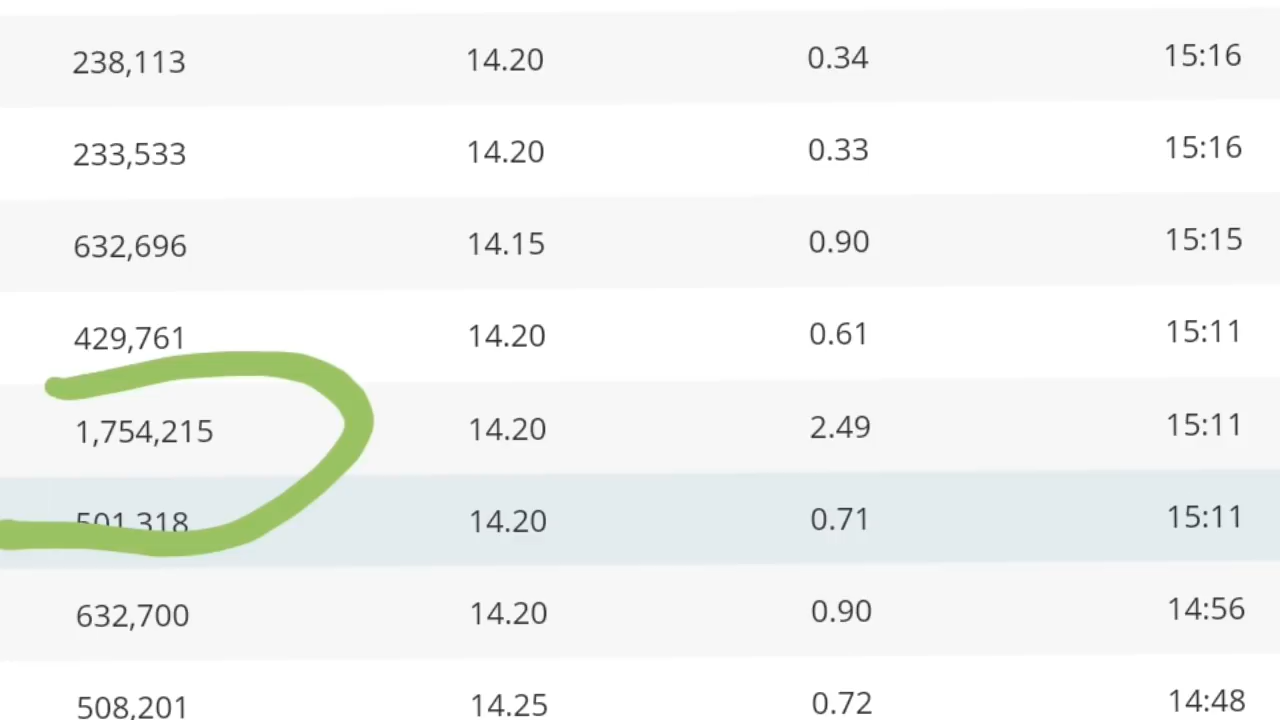 238,113 14.20 0.34 15:16
233,533 14.20 0.33 15:16
632,696 14.15 0.90 15:15
429,761 14.20 0.61 15:11
1,754,215 14.20 2.49 15:11
501,318 14.20 0.71 15:11
632,700 14.20 0.90 14:56
508,201 14.25 0.72 14:48